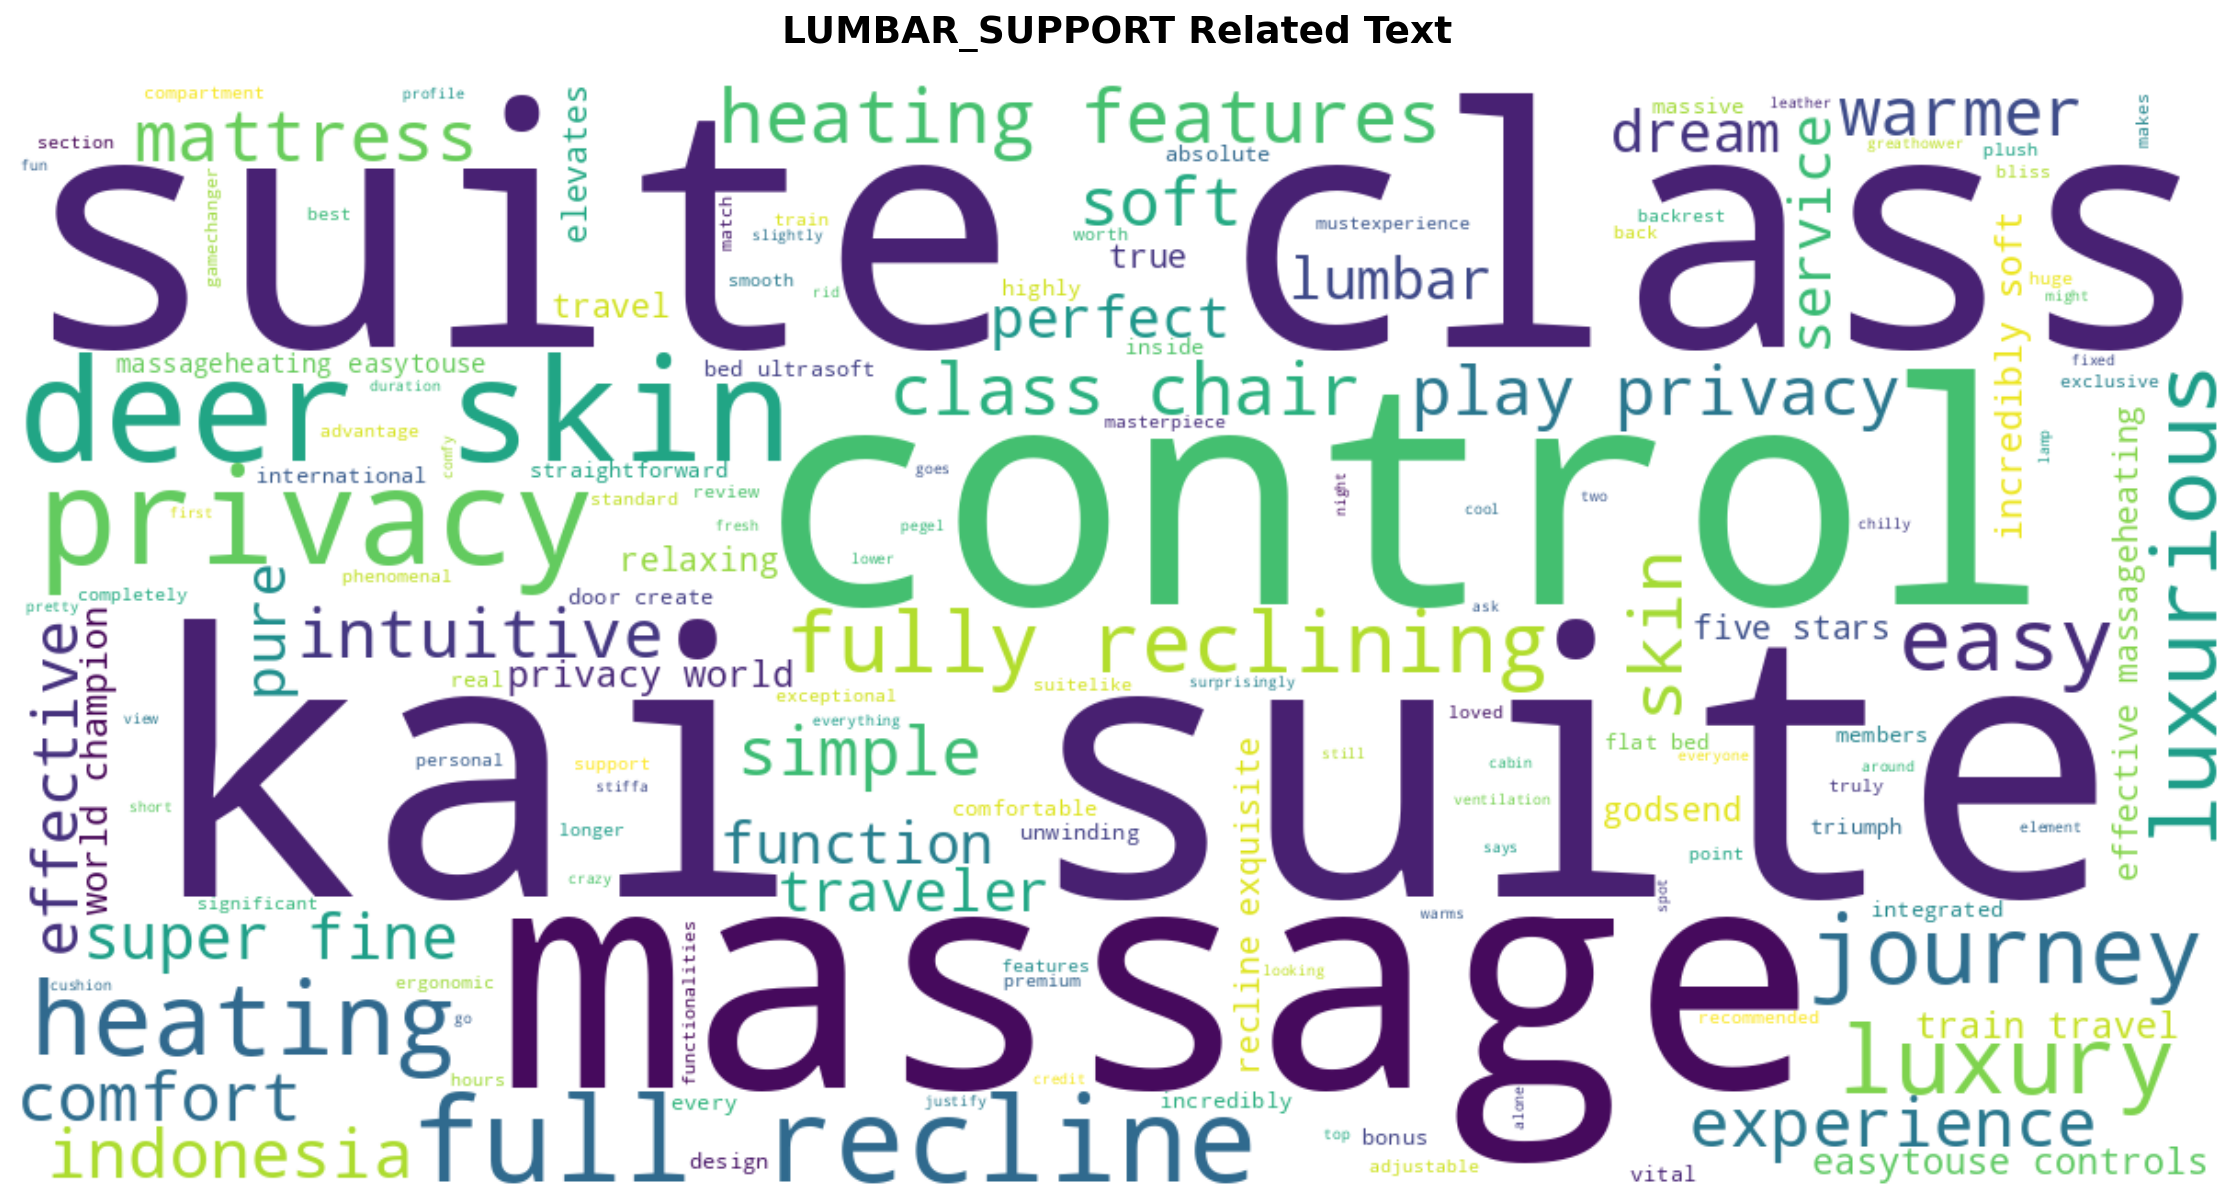 LUMBAR_SUPPORT Related Text
compartment
profile
elevates
heating features
massive
leather
warmer
makes
section
mattress
dream
service
greathowver
plush
fun
suite class
absolute
bliss
gamechanger
best
match
train
slightly
soft
worth
mustexperience
backrest
back
true
incredibly soft
smooth
rid
highly
lumbar
huge
might
travel
perfect
inside
massageheating easytouse
bed ultrasoft
fixed
exclusive
duration
deer skin
class chair
play privacy
luxurious
advantage
masterpiece
effective massageheating
comfy
lamp
international
straightforward
control
goes
privacy
standard
review
night
two
first
cool
fresh
pegel
chilly
relaxing
lower
phenomenal
pure
skin
completely
pretty
door create
ask
intuitive
fully reclining
five stars
easy
effective
world champion
real
privacy world
suitelike
surprisingly
exceptional
kai suite
view
everything
loved
simple
recline exquisite
still
flat bed
members
everyone
personal
support
cabin
around
stiffa
truly
short
comfortable
ventilation
godsend
longer
function
unwinding
triumph
element
says
point
crazy
traveler
spot
significant
massage
warms
integrated
super fine
functionalities
journey
features
looking
cushion
ergonomic
premium
heating
go
recommended
train travel
luxury
hours
credit
comfort
every
justify
incredibly
alone
full recline
experience
indonesia
top
bonus
design
adjustable
easytouse controls
vital